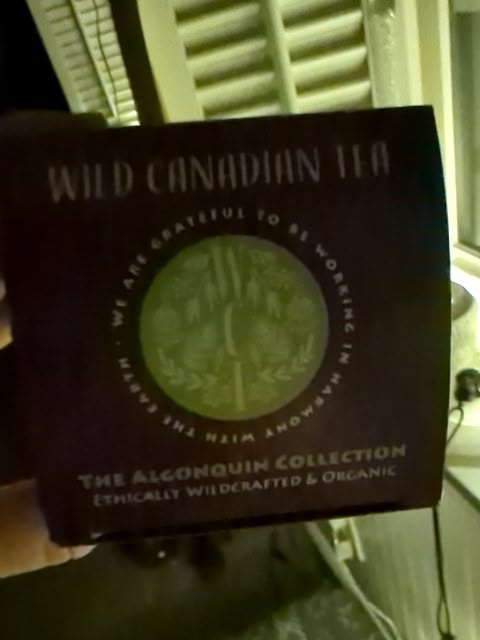 WILD CANADIAN TEA
WE ARE GRATEFUL TO BE WORKING IN HARMONY WITH THE EARTH ·
THE ALGONQUIN COLLECTION
ETHICALLY WILDCRAFTED & ORGANIC